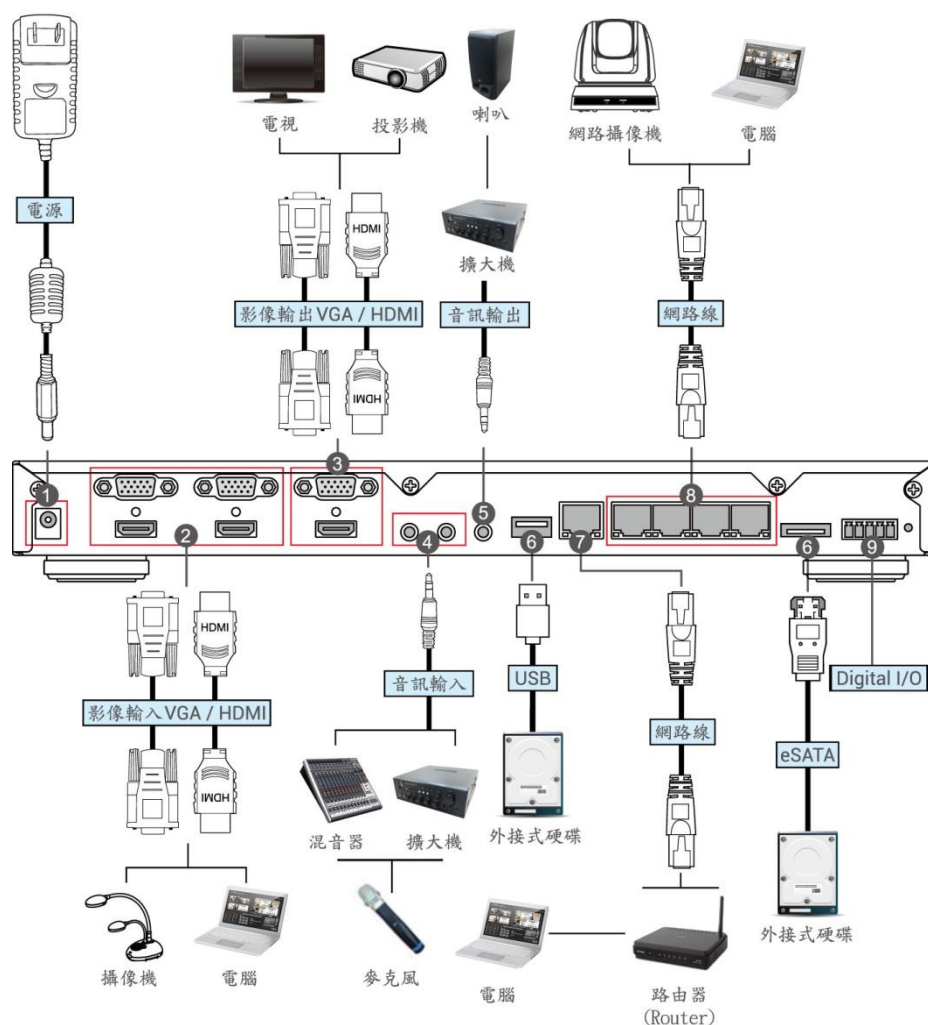 電視
投影機
喇叭
網路攝像機
電腦
電源
HDMI
擴大機
影像輸出VGA / HDMI
音訊輸出
網路線
HDMI
3
8
1
5
2
4
6
7
6
9
HDMI
音訊輸入
USB
Digital I/O
影像輸入VGA / HDMI
網路線
eSATA
HDMI
混音器
擴大機
外接式硬碟
攝像機
電腦
麥克風
電腦
路由器
(Router)
外接式硬碟